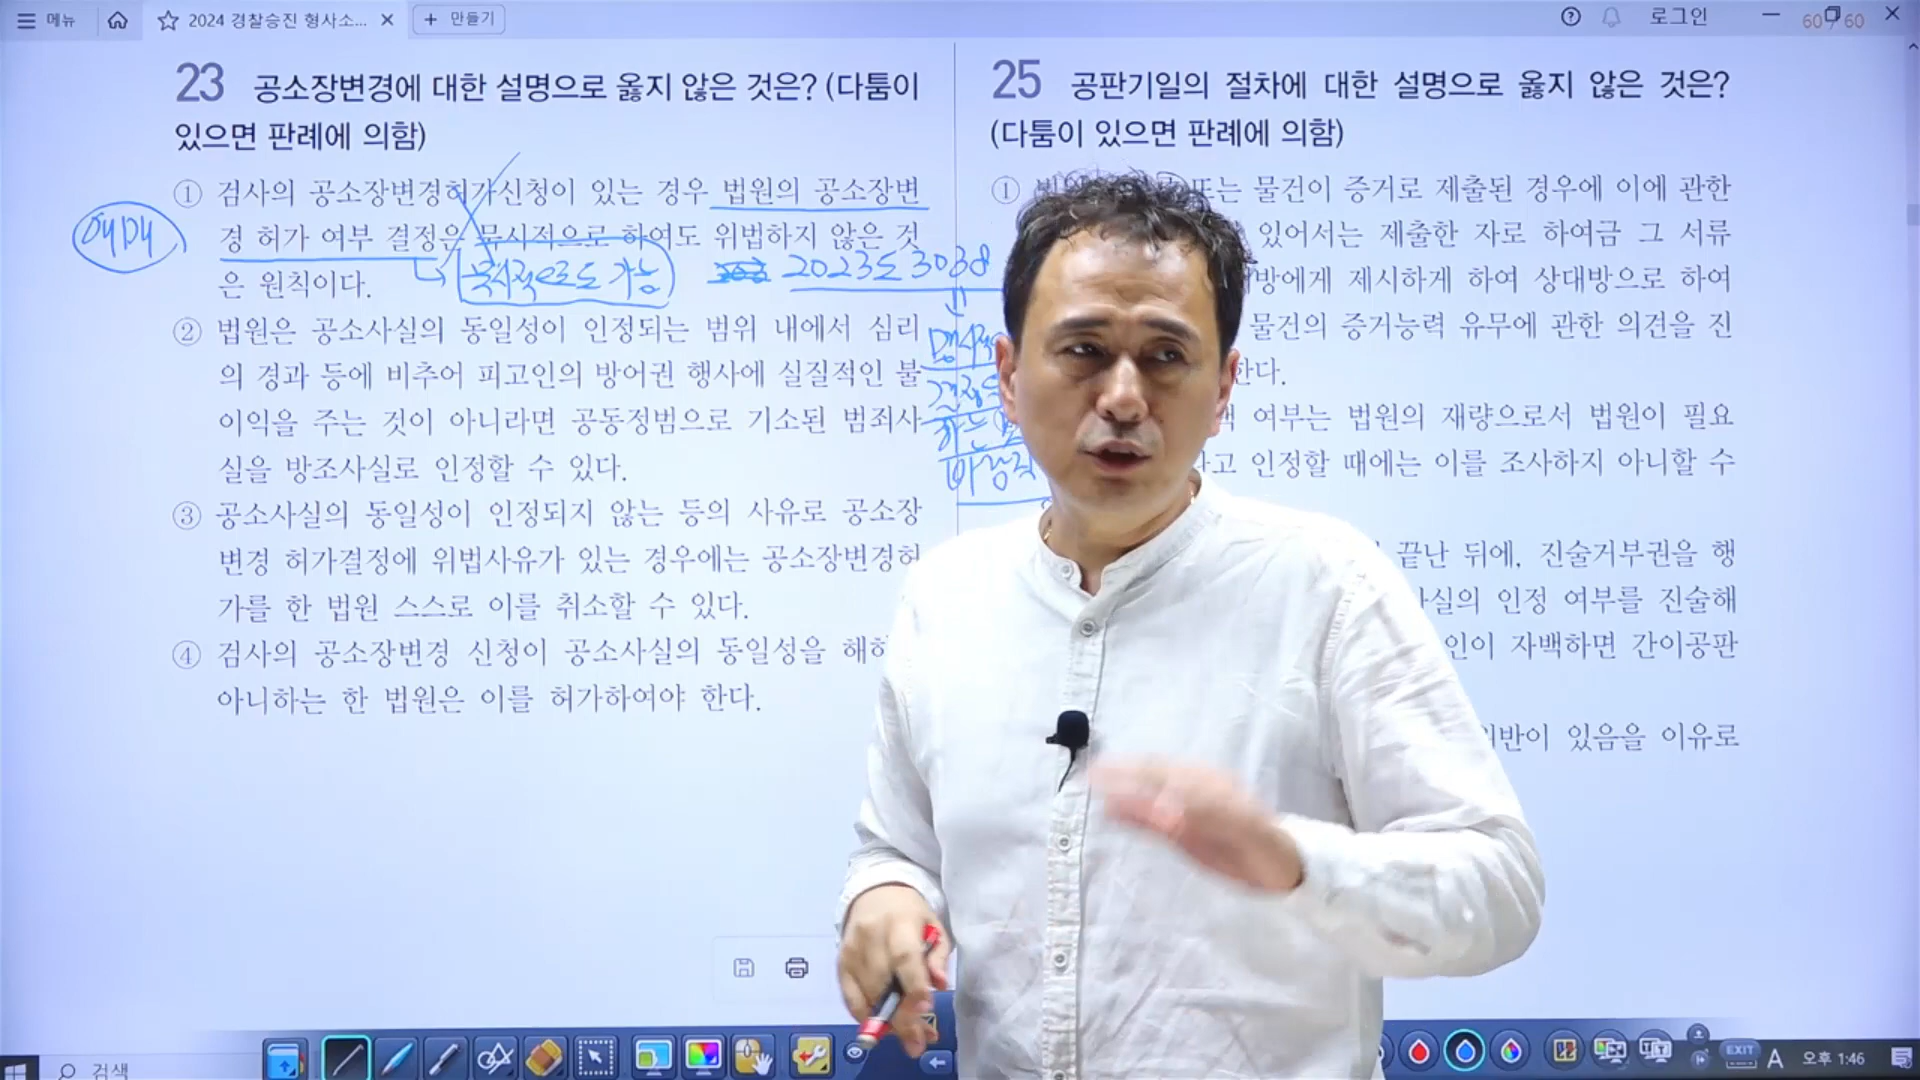 메뉴
2024 경찰승진 형사소...
만들기
로그인
60 / 60
23 공소장변경에 대한 설명으로 옳지 않은 것은? (다툼이
있으면 판례에 의함)
① 검사의 공소장변경허가신청이 있는 경우 법원의 공소장변
경 허가 여부 결정은 묵시적으로 하여도 위법하지 않은 것
은 원칙이다.
애매
묵시적으로도 가능
2023도3038
명시적
결정을
하는
바람직
② 법원은 공소사실의 동일성이 인정되는 범위 내에서 심리
의 경과 등에 비추어 피고인의 방어권 행사에 실질적인 불
이익을 주는 것이 아니라면 공동정범으로 기소된 범죄사
실을 방조사실로 인정할 수 있다.
③ 공소사실의 동일성이 인정되지 않는 등의 사유로 공소장
변경 허가결정에 위법사유가 있는 경우에는 공소장변경허
가를 한 법원 스스로 이를 취소할 수 있다.
④ 검사의 공소장변경 신청이 공소사실의 동일성을 해하
아니하는 한 법원은 이를 허가하여야 한다.
25 공판기일의 절차에 대한 설명으로 옳지 않은 것은?
(다툼이 있으면 판례에 의함)
① 또는 물건이 증거로 제출된 경우에 이에 관한
있어서는 제출한 자로 하여금 그 서류
방에게 제시하게 하여 상대방으로 하여
물건의 증거능력 유무에 관한 의견을 진
한다.
여부는 법원의 재량으로서 법원이 필요
고 인정할 때에는 이를 조사하지 아니할 수
끝난 뒤에, 진술거부권을 행
사실의 인정 여부를 진술해
인이 자백하면 간이공판
위반이 있음을 이유로
검색
EXIT
A
오후 1:46